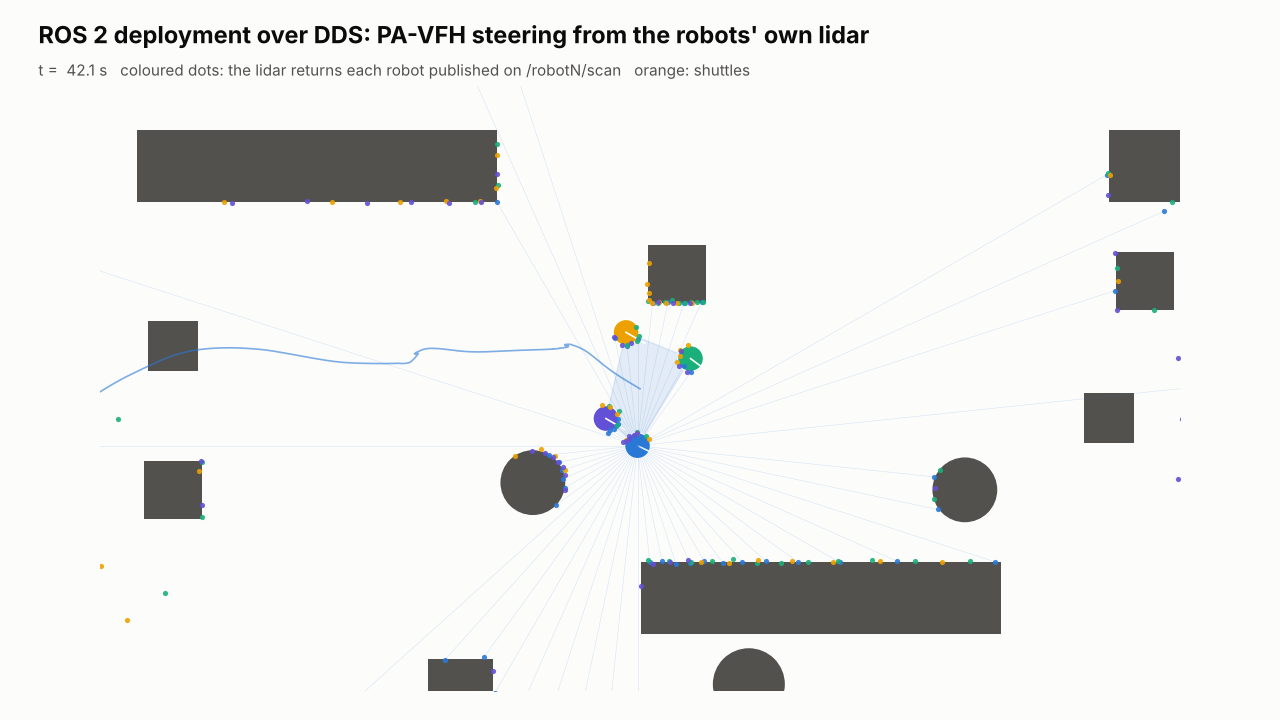 ROS 2 deployment over DDS: PA-VFH steering from the robots' own lidar
t = 42.1 s coloured dots: the lidar returns each robot published on /robotN/scan orange: shuttles